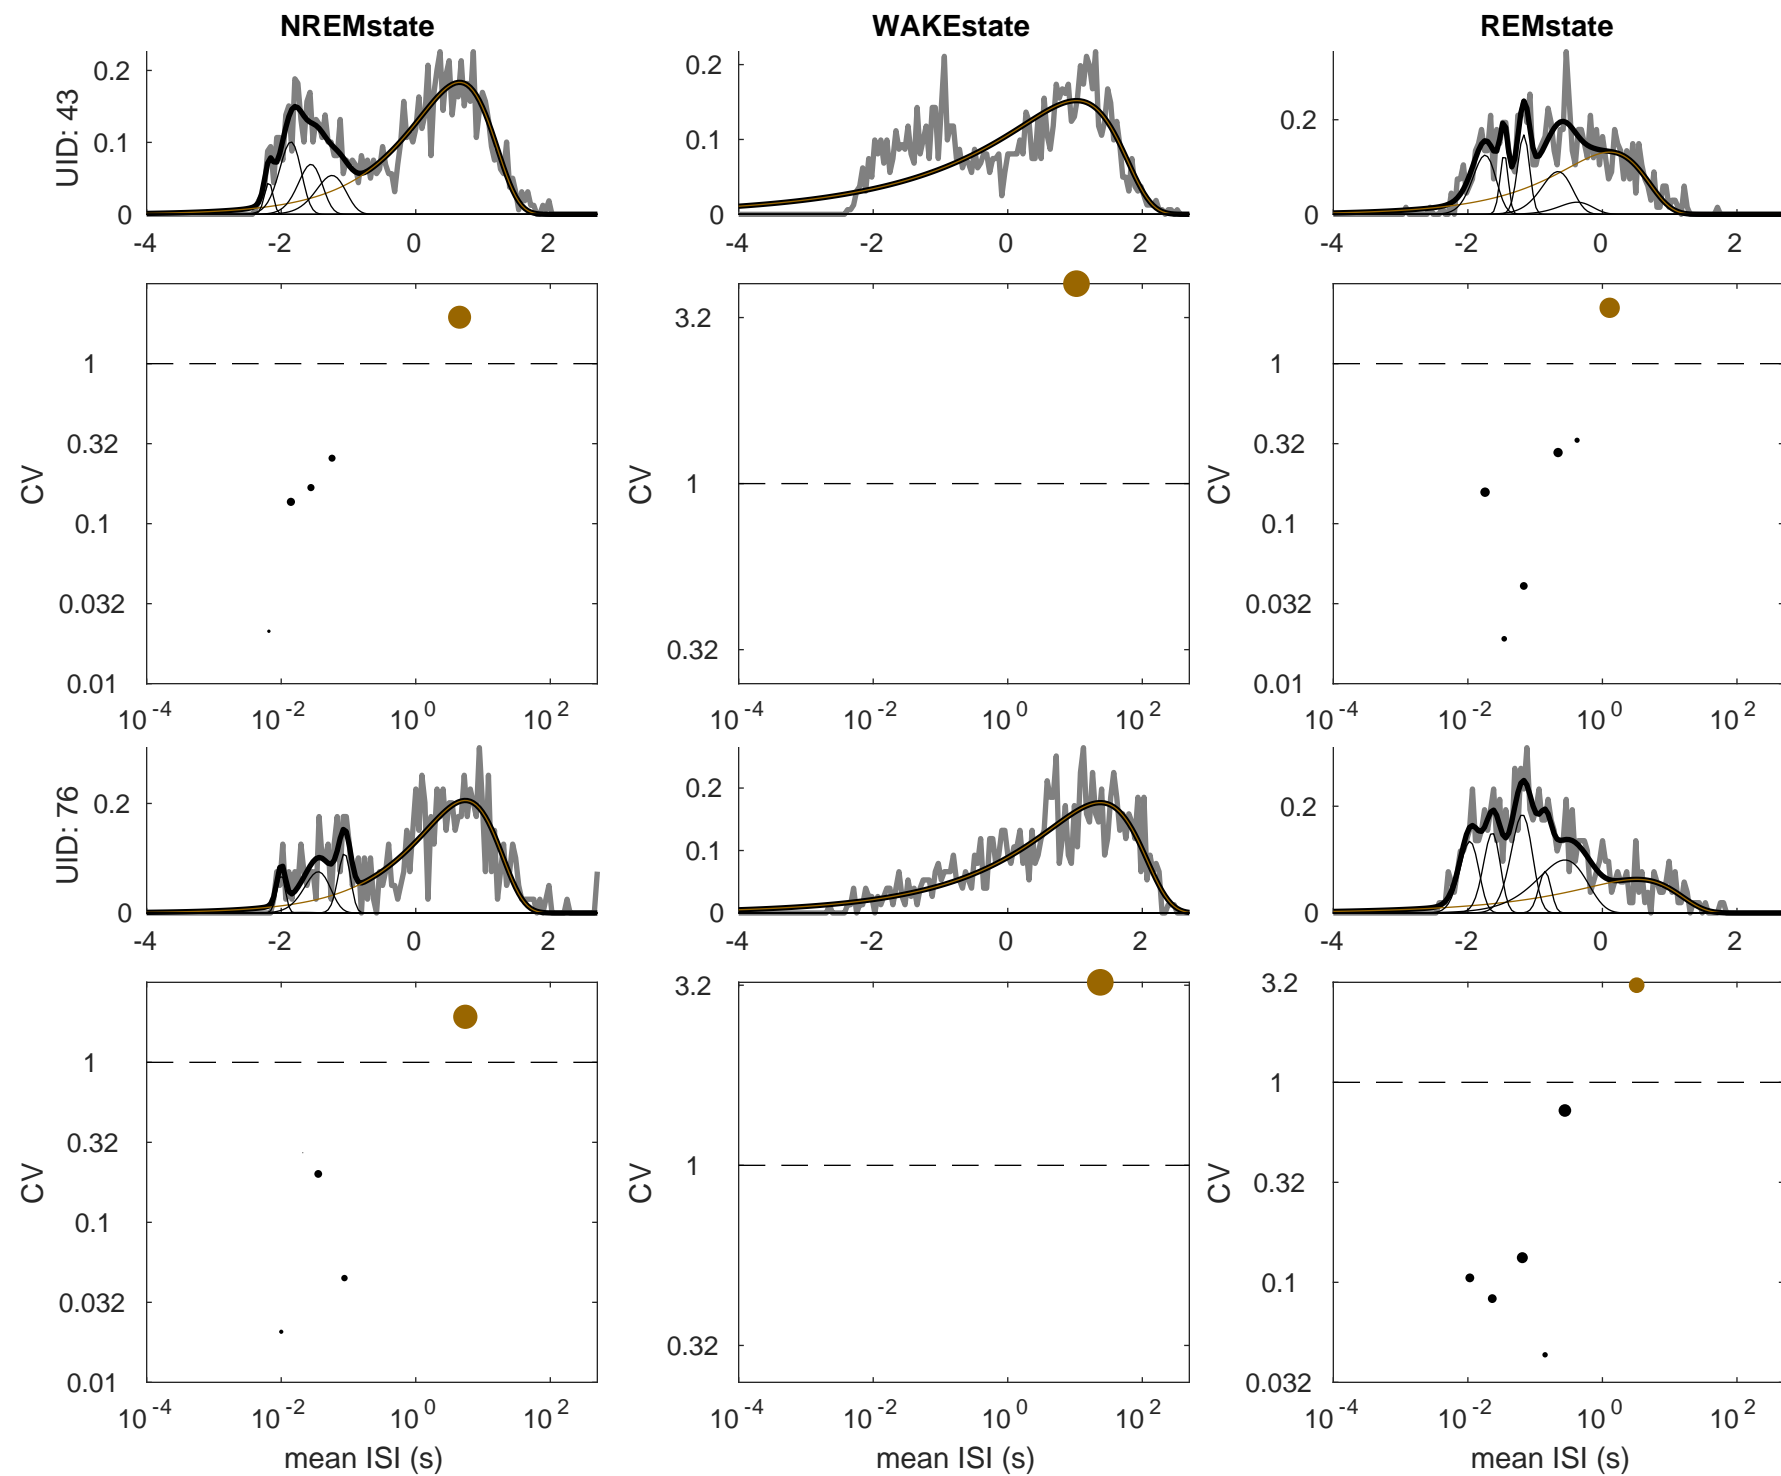 NREMstate WAKEstate REMstate
UID: 43
0.2 0.2 0.2
0.1 0.1
0 0 0
-4 -2 0 2 -4 -2 0 2 -4 -2 0 2
CV CV CV
1 3.2 1
0.32 1 0.32
0.1 0.32 0.1
0.032 0.032
0.01 0.01
10^-4 10^-2 10^0 10^2 10^-4 10^-2 10^0 10^2 10^-4 10^-2 10^0 10^2
UID: 76
0.2 0.2 0.2
0.1
0 0 0
-4 -2 0 2 -4 -2 0 2 -4 -2 0 2
CV CV CV
1 3.2 3.2
0.32 1 1
0.1 0.32 0.32
0.032 0.1
0.01 0.032
10^-4 10^-2 10^0 10^2 10^-4 10^-2 10^0 10^2 10^-4 10^-2 10^0 10^2
mean ISI (s) mean ISI (s) mean ISI (s)